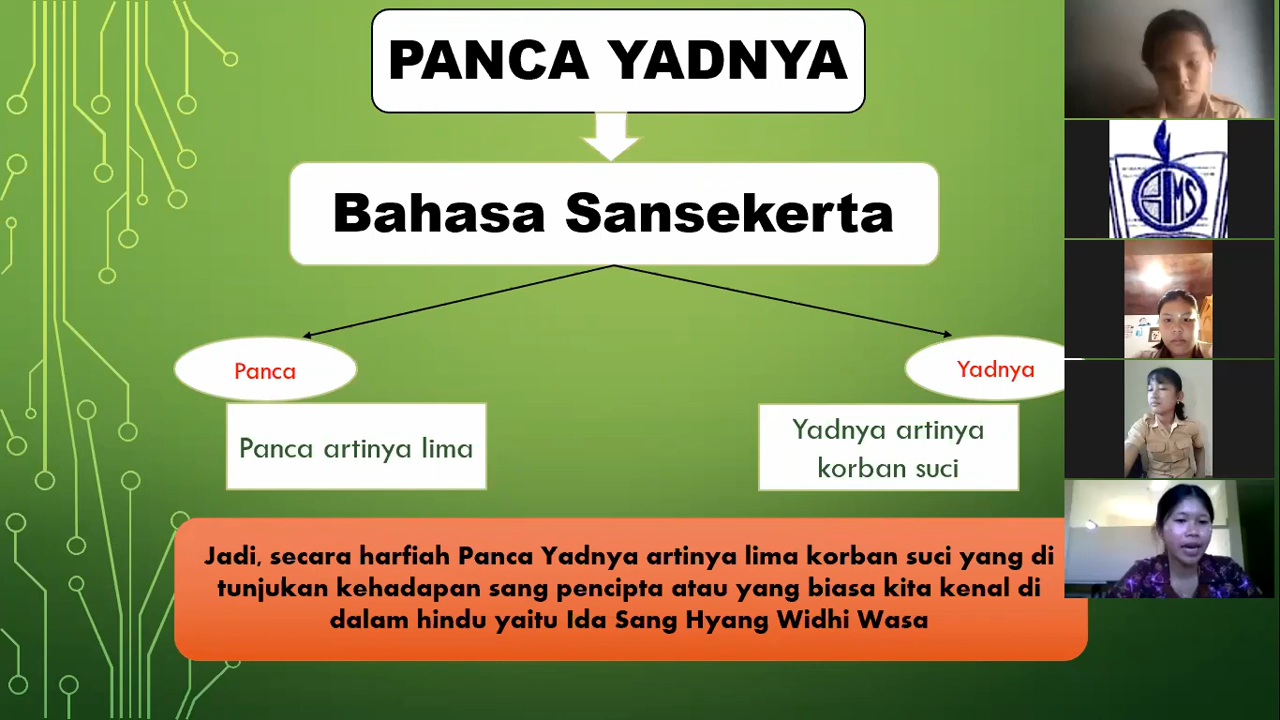 PANCA YADNYA
Bahasa Sansekerta
Panca
Yadnya
Panca artinya lima
Yadnya artinya
korban suci
Jadi, secara harfiah Panca Yadnya artinya lima korban suci yang di
tunjukan kehadapan sang pencipta atau yang biasa kita kenal di
dalam hindu yaitu Ida Sang Hyang Widhi Wasa